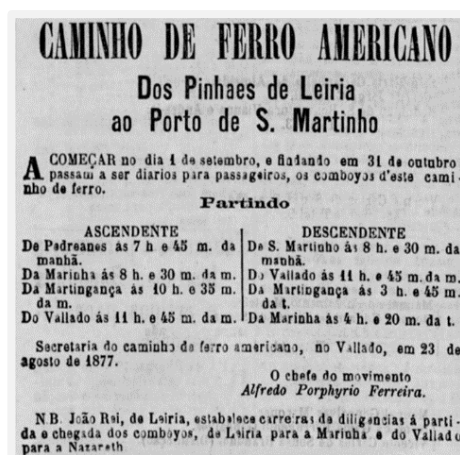 CAMINHO DE FERRO AMERICANO
Dos Pinhaes de Leiria
ao Porto de S. Martinho
A COMEÇAR no dia 1 de setembro, e findando em 31 de outubro
passam a ser diarios para passageiros, os comboyos d'este cami-
nho de ferro.
Partindo
ASCENDENTE
De Pedreanes ás 7 h e 45 m. da
manhã.
Da Marinha ás 8 h. e 30 m. da m.
Da Martingança ás 10 h. e 35 m.
da m.
Do Vallado ás 11 h. e 45 m. da m.
DESCENDENTE
De S. Martinho ás 8 h. e 30 m. da
manhã.
Do Vallado ás 11 h. e 45 m. da m.
Da Martingança ás 3 h. e 45 m.
da t.
Da Marinha ás 4 h. e 20 m. da t.
Secretaria do caminho de ferro americano, no Vallado, em 23 de
agosto de 1877.
O chefe do movimento
Alfredo Porphyrio Ferreira.
N.B. João Rei, de Leiria, estabelece carreiras de diligencias á parti-
da e chegada dos comboyos, de Leiria para a Marinha e do Vallado
para a Nazareth